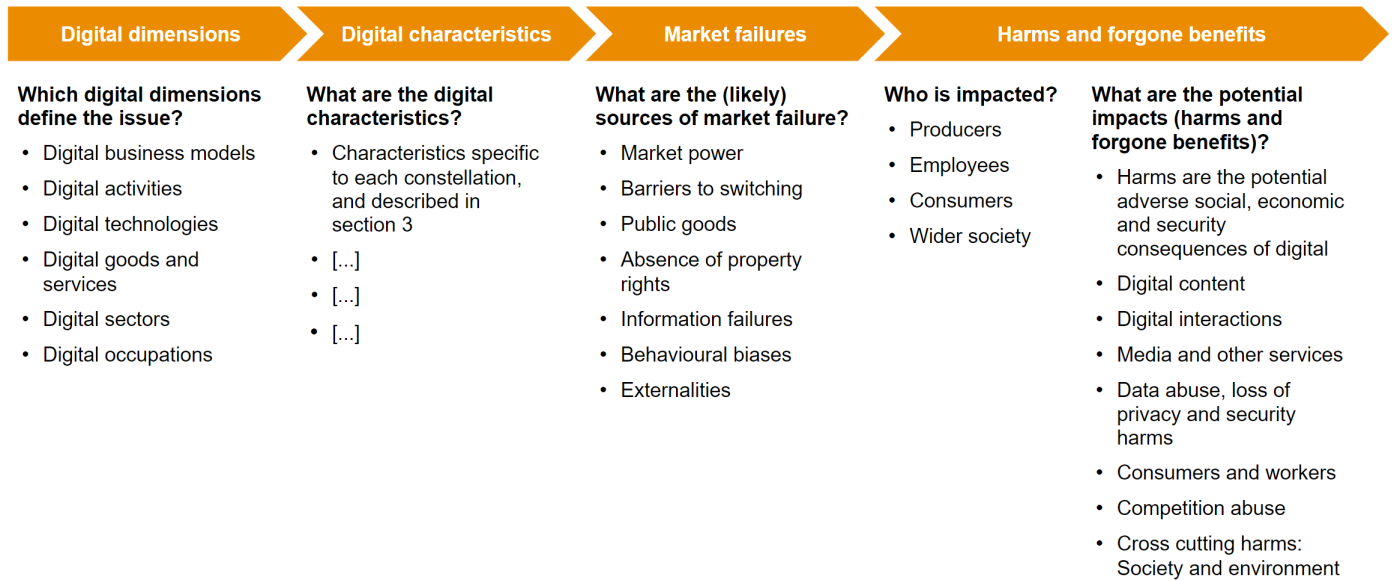 Digital dimensions
Digital characteristics
Market failures
Harms and forgone benefits
Which digital dimensions
define the issue?
• Digital business models
• Digital activities
• Digital technologies
• Digital goods and
services
• Digital sectors
• Digital occupations
What are the digital
characteristics?
• Characteristics specific
to each constellation,
and described in
section 3
• [...]
• [...]
• [...]
What are the (likely)
sources of market failure?
• Market power
• Barriers to switching
• Public goods
• Absence of property
rights
• Information failures
• Behavioural biases
• Externalities
Who is impacted?
• Producers
• Employees
• Consumers
• Wider society
What are the potential
impacts (harms and
forgone benefits)?
• Harms are the potential
adverse social, economic
and security
consequences of digital
• Digital content
• Digital interactions
• Media and other services
• Data abuse, loss of
privacy and security
harms
• Consumers and workers
• Competition abuse
• Cross cutting harms:
Society and environment